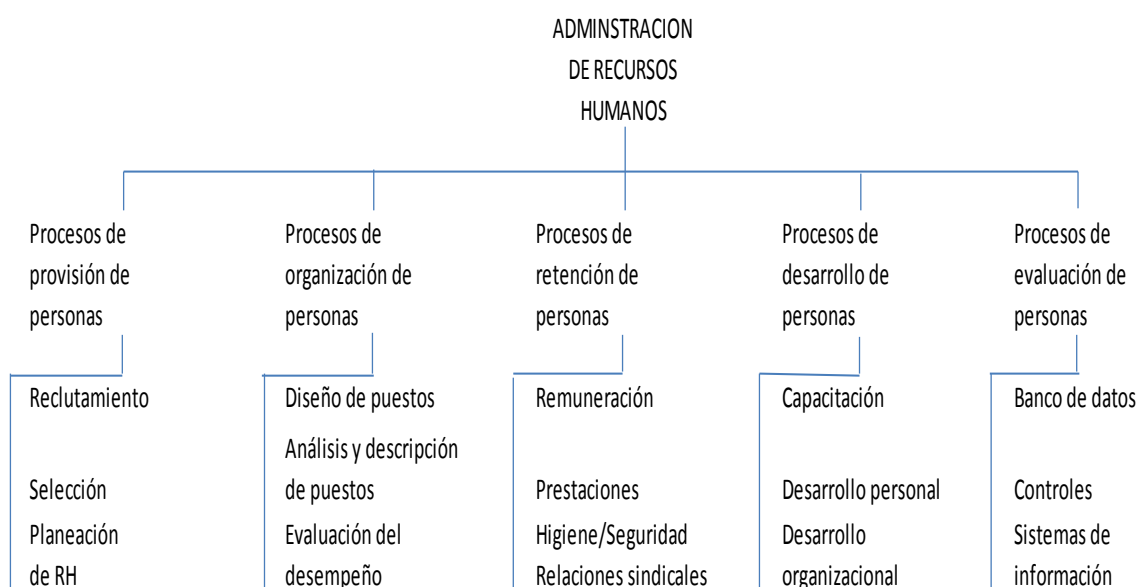 ADMINSTRACION
DE RECURSOS
HUMANOS
Procesos de
provisión de
personas
Reclutamiento
Selección
Planeación
de RH
Procesos de
organización de
personas
Diseño de puestos
Análisis y descripción
de puestos
Evaluación del
desempeño
Procesos de
retención de
personas
Remuneración
Prestaciones
Higiene/Seguridad
Relaciones sindicales
Procesos de
desarrollo de
personas
Capacitación
Desarrollo personal
Desarrollo
organizacional
Procesos de
evaluación de
personas
Banco de datos
Controles
Sistemas de
información